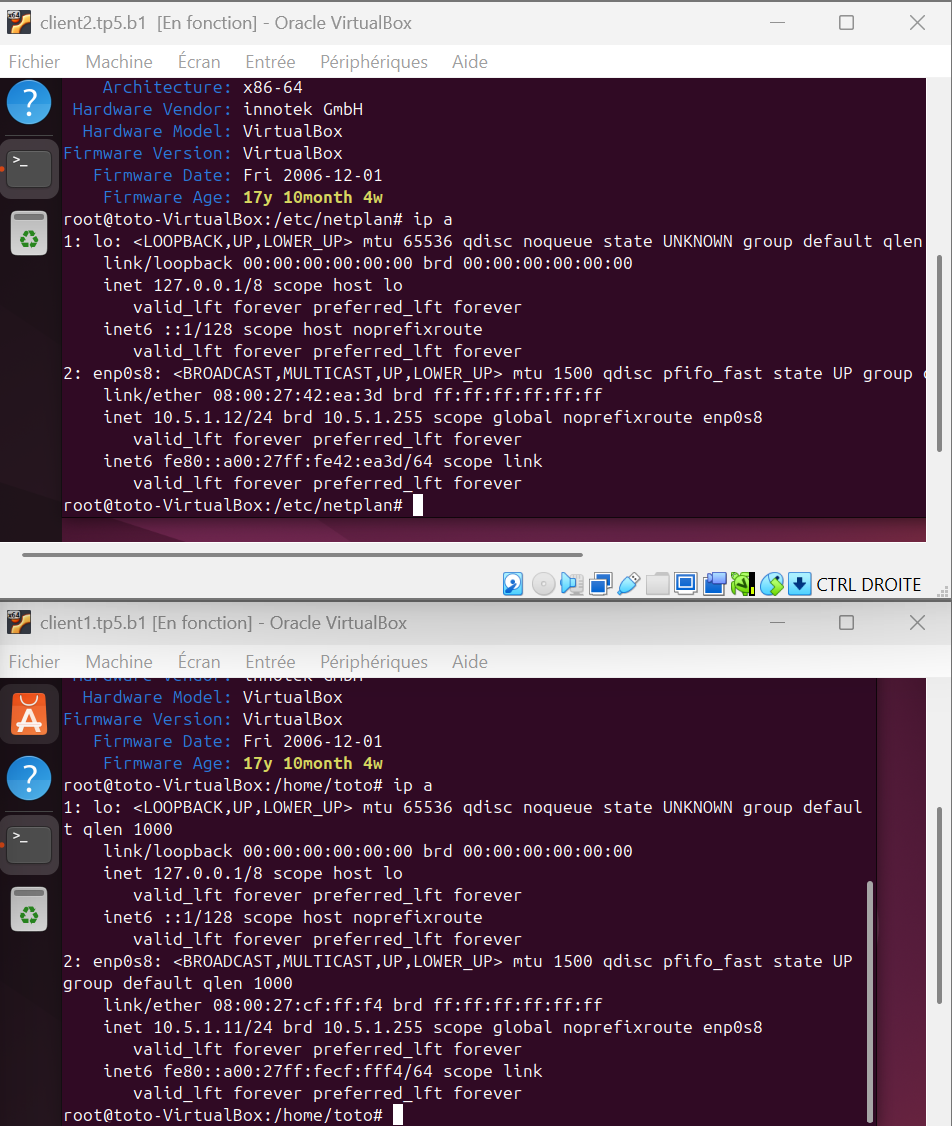 client2.tp5.b1 [En fonction] - Oracle VirtualBox
Fichier Machine Écran Entrée Périphériques Aide
Architecture: x86-64
Hardware Vendor: innotek GmbH
Hardware Model: VirtualBox
Firmware Version: VirtualBox
Firmware Date: Fri 2006-12-01
Firmware Age: 17y 10month 4w
root@toto-VirtualBox:/etc/netplan# ip a
1: lo: <LOOPBACK,UP,LOWER_UP> mtu 65536 qdisc noqueue state UNKNOWN group default qlen
link/loopback 00:00:00:00:00:00 brd 00:00:00:00:00:00
inet 127.0.0.1/8 scope host lo
valid_lft forever preferred_lft forever
inet6 ::1/128 scope host noprefixroute
valid_lft forever preferred_lft forever
2: enp0s8: <BROADCAST,MULTICAST,UP,LOWER_UP> mtu 1500 qdisc pfifo_fast state UP group
link/ether 08:00:27:42:ea:3d brd ff:ff:ff:ff:ff:ff
inet 10.5.1.12/24 brd 10.5.1.255 scope global noprefixroute enp0s8
valid_lft forever preferred_lft forever
inet6 fe80::a00:27ff:fe42:ea3d/64 scope link
valid_lft forever preferred_lft forever
root@toto-VirtualBox:/etc/netplan#
CTRL DROITE
client1.tp5.b1 [En fonction] - Oracle VirtualBox
Fichier Machine Écran Entrée Périphériques Aide
Hardware Vendor: innotek GmbH
Hardware Model: VirtualBox
Firmware Version: VirtualBox
Firmware Date: Fri 2006-12-01
Firmware Age: 17y 10month 4w
root@toto-VirtualBox:/home/toto# ip a
1: lo: <LOOPBACK,UP,LOWER_UP> mtu 65536 qdisc noqueue state UNKNOWN group defaul
t qlen 1000
link/loopback 00:00:00:00:00:00 brd 00:00:00:00:00:00
inet 127.0.0.1/8 scope host lo
valid_lft forever preferred_lft forever
inet6 ::1/128 scope host noprefixroute
valid_lft forever preferred_lft forever
2: enp0s8: <BROADCAST,MULTICAST,UP,LOWER_UP> mtu 1500 qdisc pfifo_fast state UP
group default qlen 1000
link/ether 08:00:27:cf:ff:f4 brd ff:ff:ff:ff:ff:ff
inet 10.5.1.11/24 brd 10.5.1.255 scope global noprefixroute enp0s8
valid_lft forever preferred_lft forever
inet6 fe80::a00:27ff:fecf:fff4/64 scope link
valid_lft forever preferred_lft forever
root@toto-VirtualBox:/home/toto#